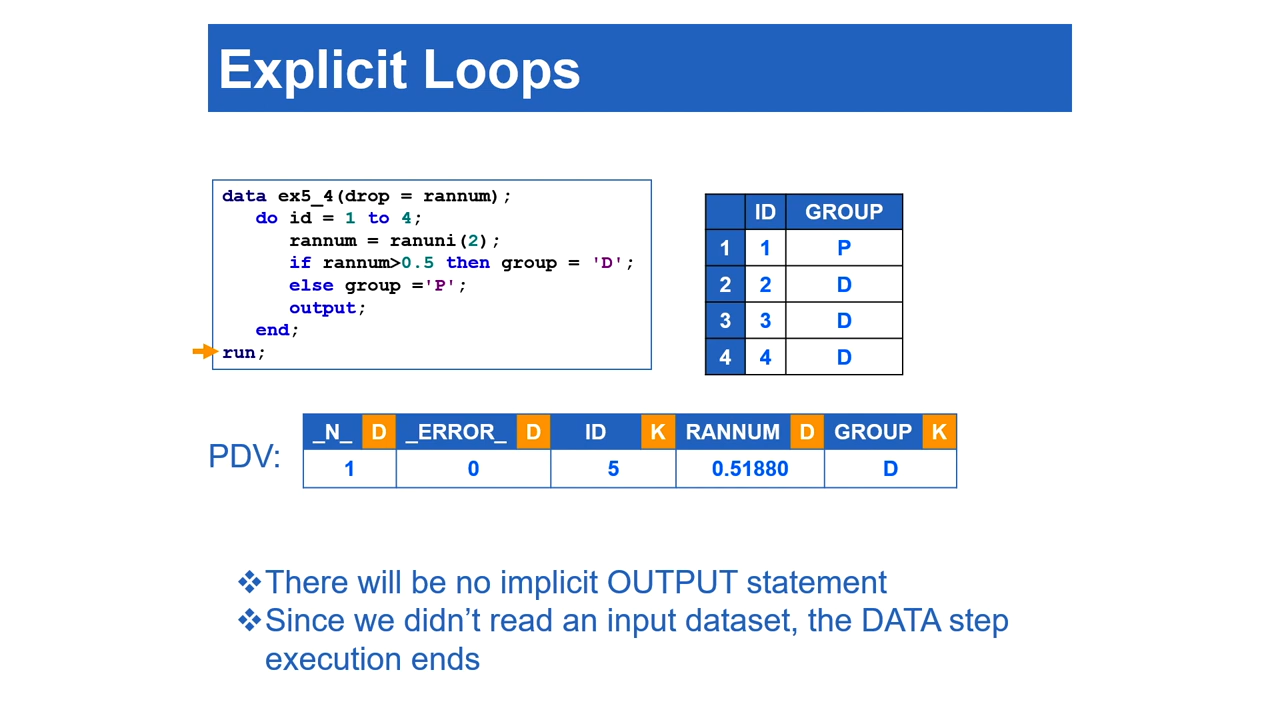 Explicit Loops
data ex5_4(drop = rannum);
do id = 1 to 4;
rannum = ranuni(2);
if rannum>0.5 then group = 'D';
else group ='P';
output;
end;
run;
ID GROUP
1 1 P
2 2 D
3 3 D
4 4 D
PDV:
_N_ D _ERROR_ D ID K RANNUM D GROUP K
1 0 5 0.51880 D
❖There will be no implicit OUTPUT statement
❖Since we didn’t read an input dataset, the DATA step
execution ends